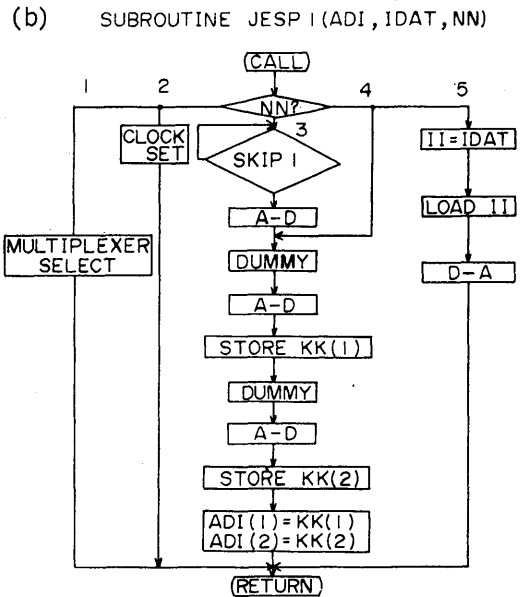 (b) SUBROUTINE JESP1(ADI,IDAT,NN)
CALL
1 2 NN? 4 5
3
CLOCK
SET
SKIP 1
II=IDAT
LOAD II
A-D
MULTIPLEXER
SELECT
DUMMY
D-A
A-D
STORE KK(1)
DUMMY
A-D
STORE KK(2)
ADI(1)=KK(1)
ADI(2)=KK(2)
RETURN